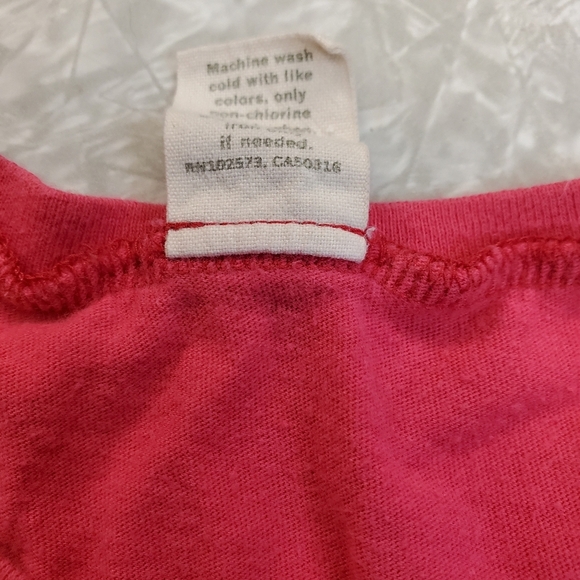 Machine wash
cold with like
colors, only
non-chlorine
if needed.
RN102573, CA50316